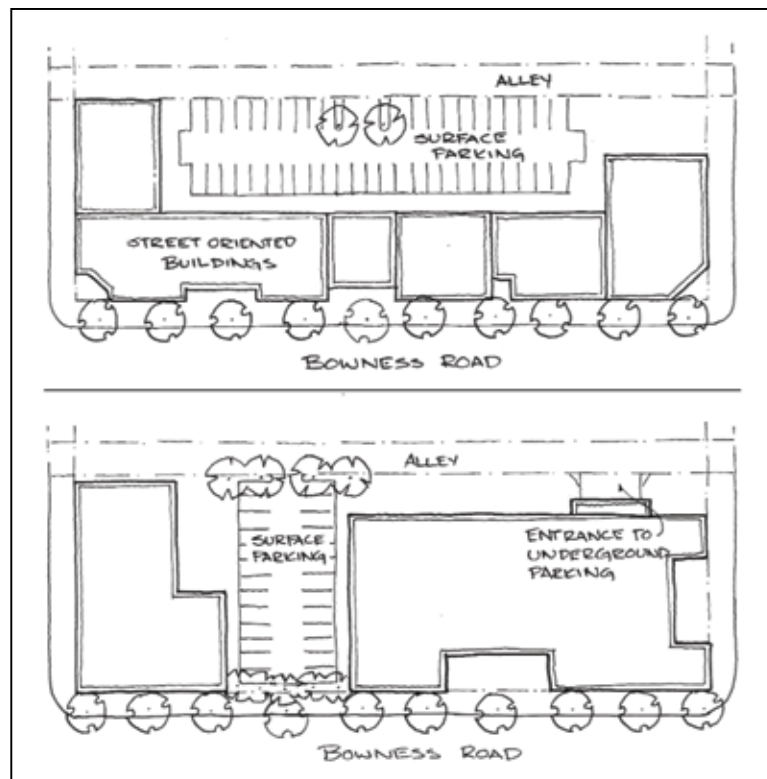 ALLEY
SURFACE
PARKING
STREET ORIENTED
BUILDINGS
BOWNESS ROAD
ALLEY
SURFACE
PARKING
ENTRANCE TO
UNDERGROUND
PARKING
BOWNESS ROAD